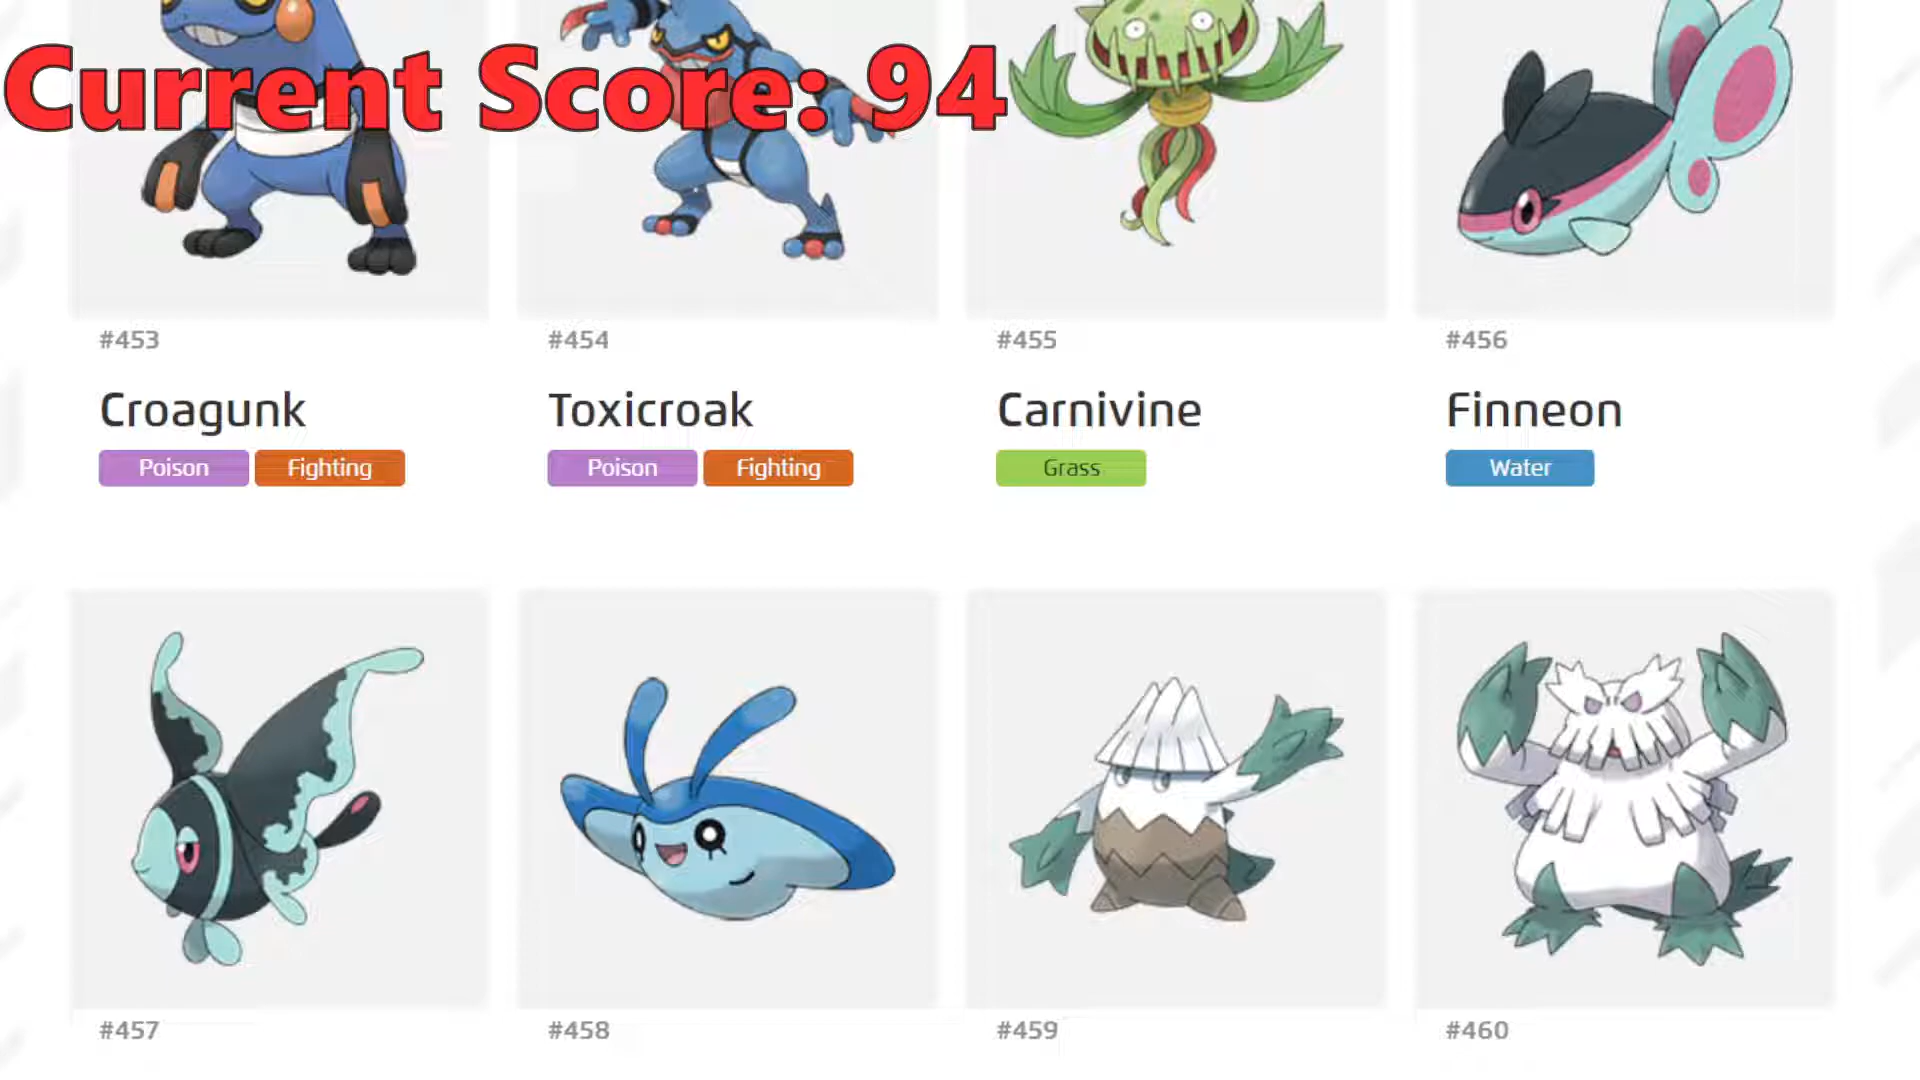 Current Score: 94
#453
#454
#455
#456
Croagunk
Toxicroak
Carnivine
Finneon
Poison Fighting
Poison Fighting
Grass
Water
#457
#458
#459
#460